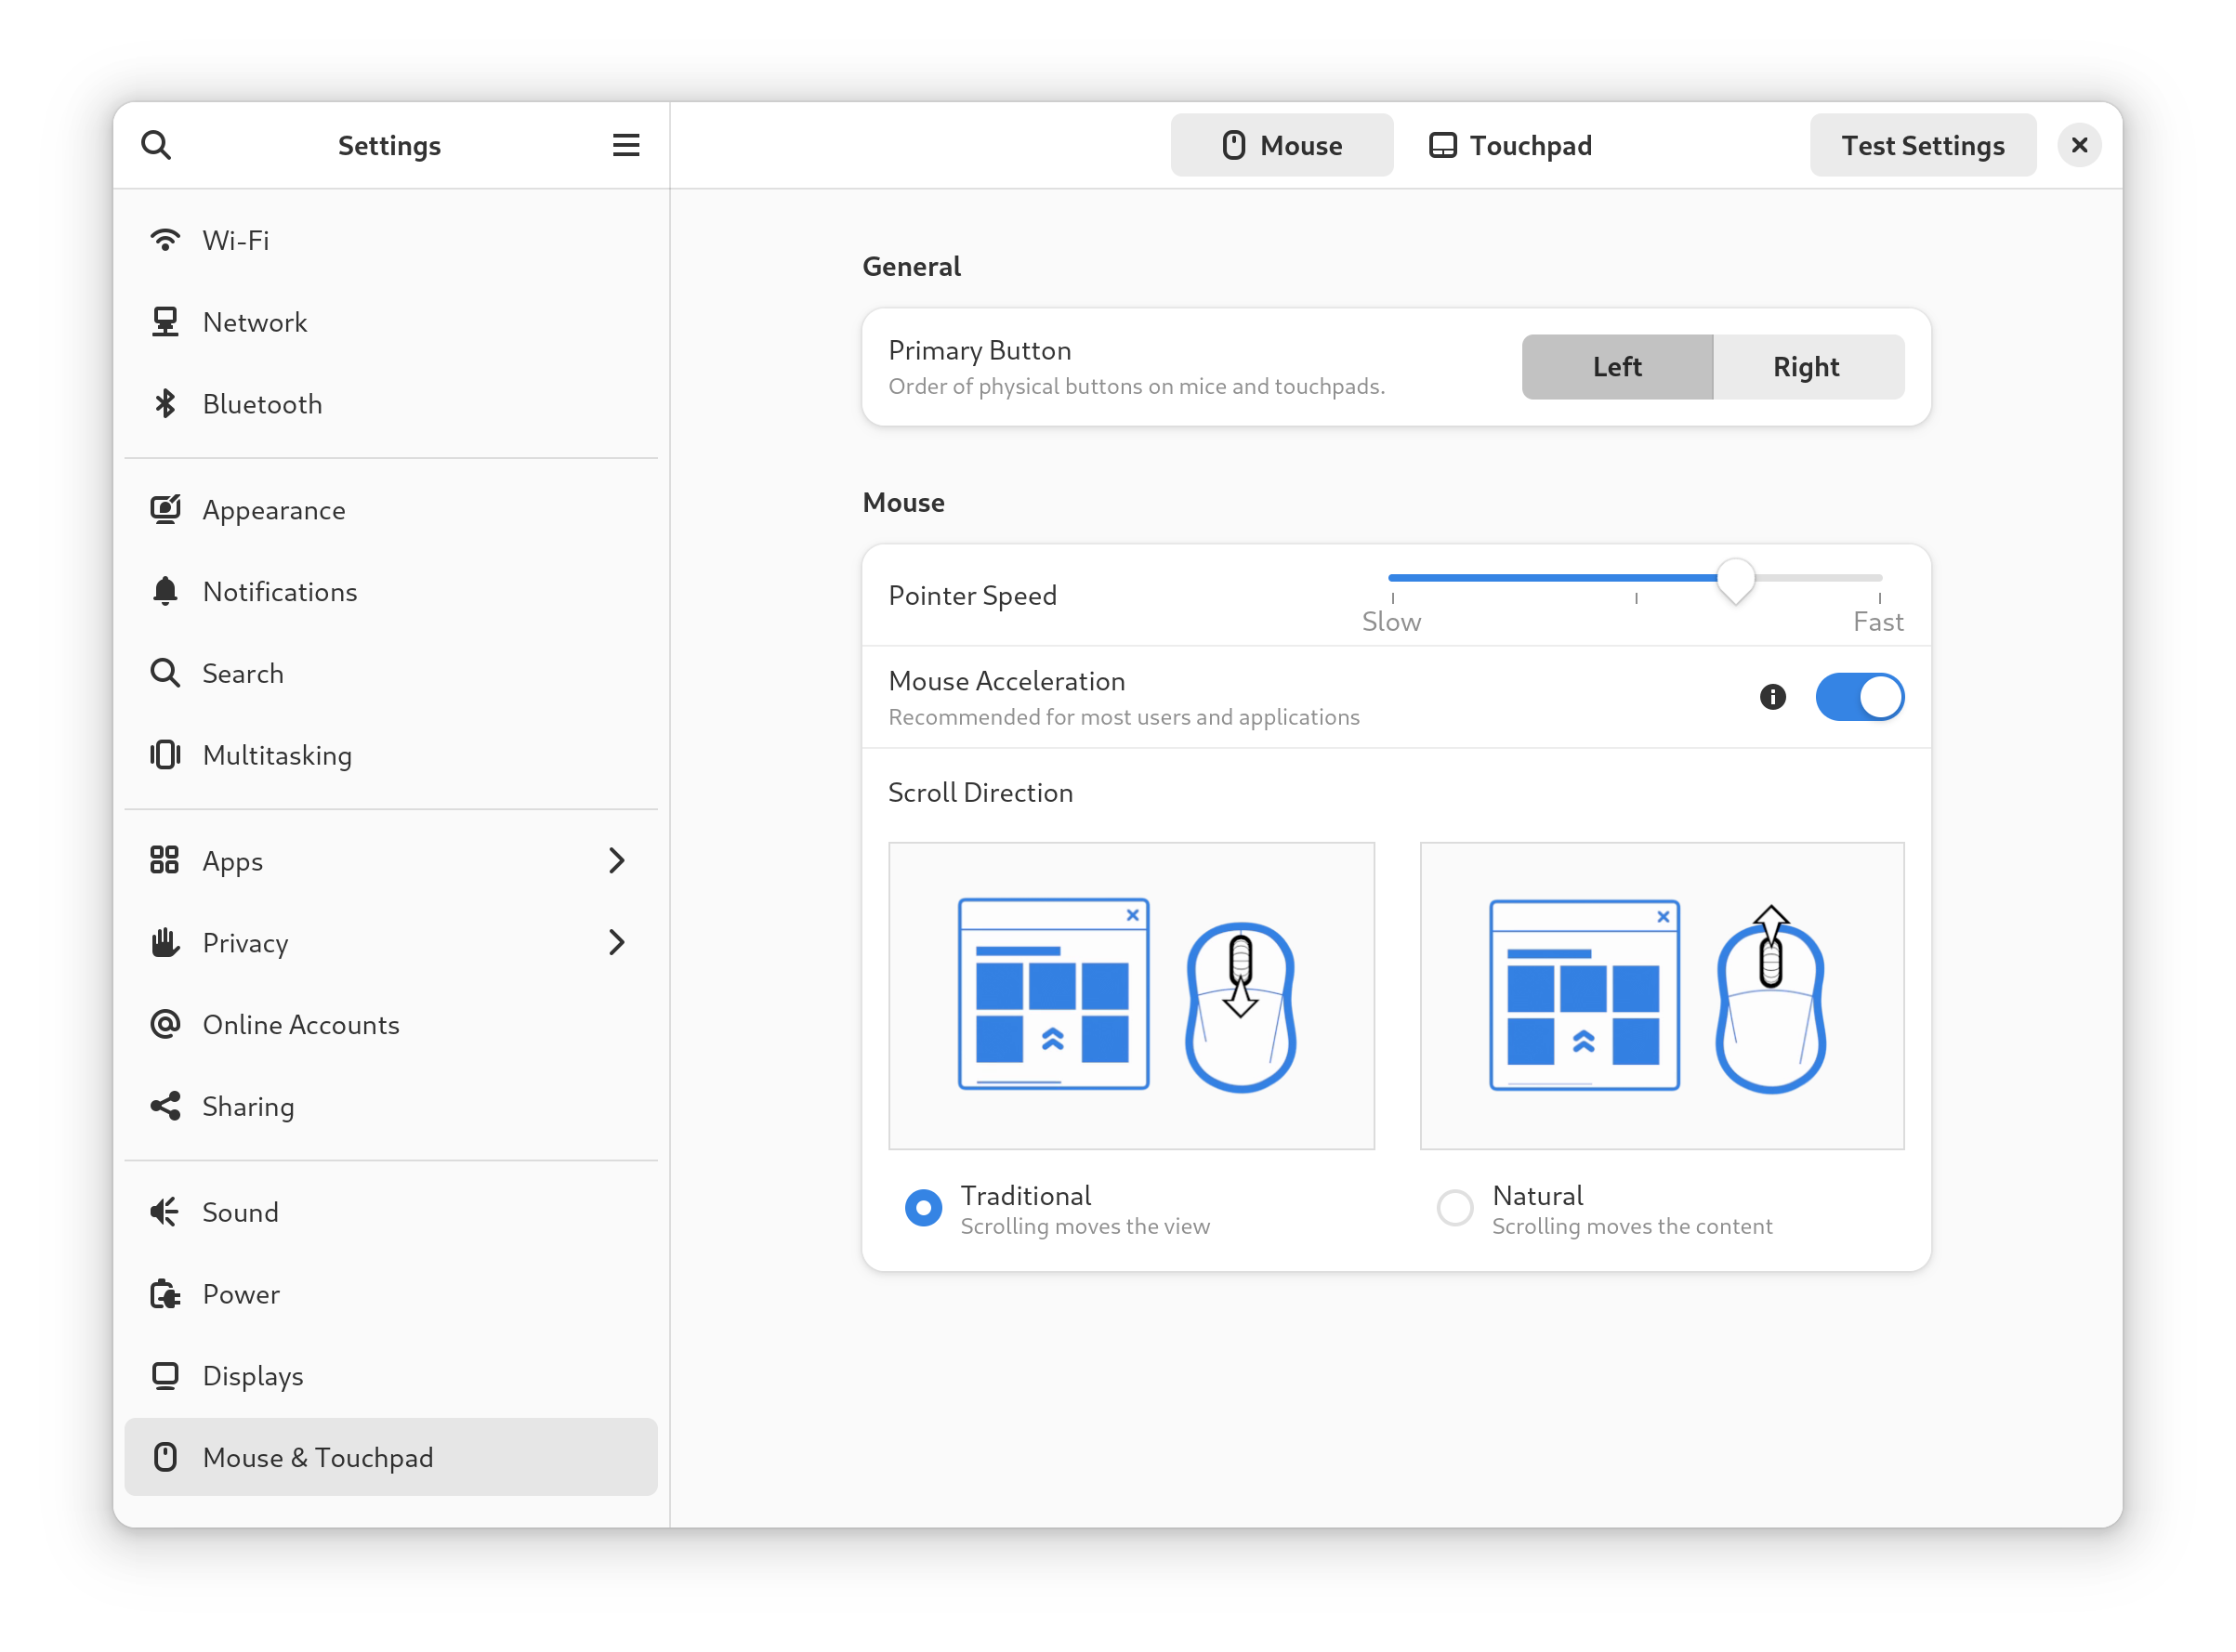 Settings
Mouse
Touchpad
Test Settings
Wi-Fi
Network
Bluetooth
Appearance
Notifications
Search
Multitasking
Apps
Privacy
Online Accounts
Sharing
Sound
Power
Displays
Mouse & Touchpad
General
Primary Button
Order of physical buttons on mice and touchpads.
Left
Right
Mouse
Pointer Speed
Slow
Fast
Mouse Acceleration
Recommended for most users and applications
Scroll Direction
Traditional
Scrolling moves the view
Natural
Scrolling moves the content